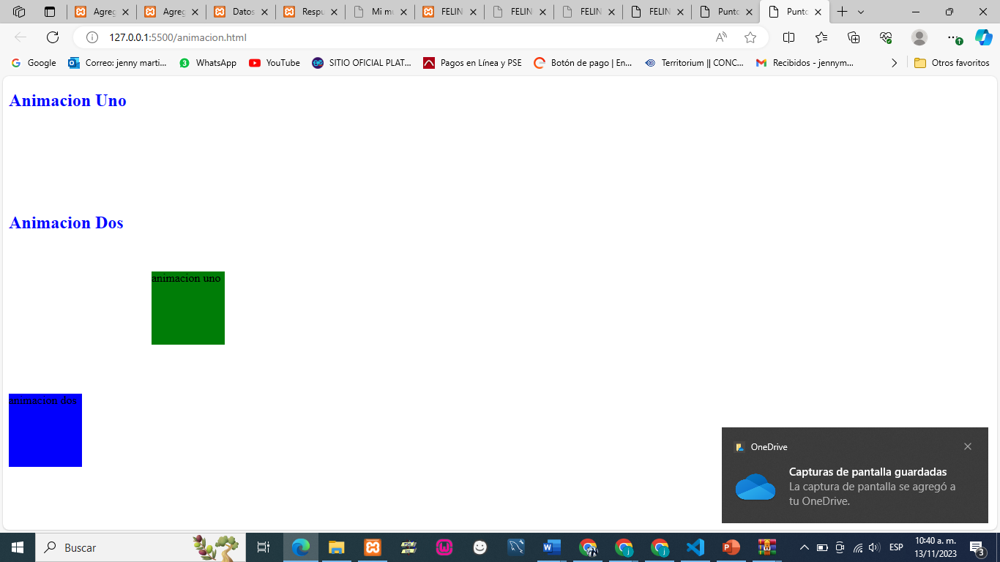 Agreg
Agreg
Datos
Respu
Mi mu
FELIN
FELIN
FELIN
FELIN
Punto
Punto
127.0.0.1:5500/animacion.html
Google
Correo: jenny marti...
3
WhatsApp
YouTube
SITIO OFICIAL PLAT...
Pagos en Línea y PSE
Botón de pago | En...
Territorium || CONC...
Recibidos - jennym...
Otros favoritos
Animacion Uno
Animacion Dos
animacion uno
animacion dos
OneDrive
Capturas de pantalla guardadas
La captura de pantalla se agregó a
tu OneDrive.
Buscar
ESP
10:40 a. m.
13/11/2023
3